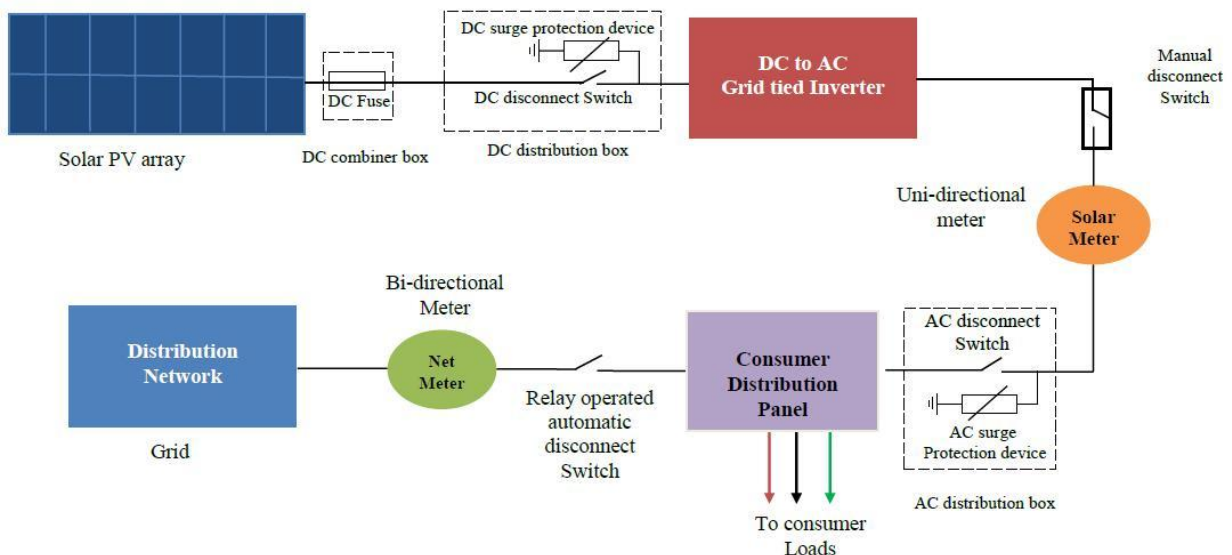 DC surge protection device
DC to AC
Grid tied Inverter
Manual
disconnect
Switch
DC Fuse
DC disconnect Switch
Solar PV array
DC combiner box
DC distribution box
Uni-directional
meter
Solar
Meter
Bi-directional
Meter
Distribution
Network
Net
Meter
Consumer
Distribution
Panel
AC disconnect
Switch
Relay operated
automatic
disconnect
Switch
AC surge
Protection device
Grid
AC distribution box
To consumer
Loads